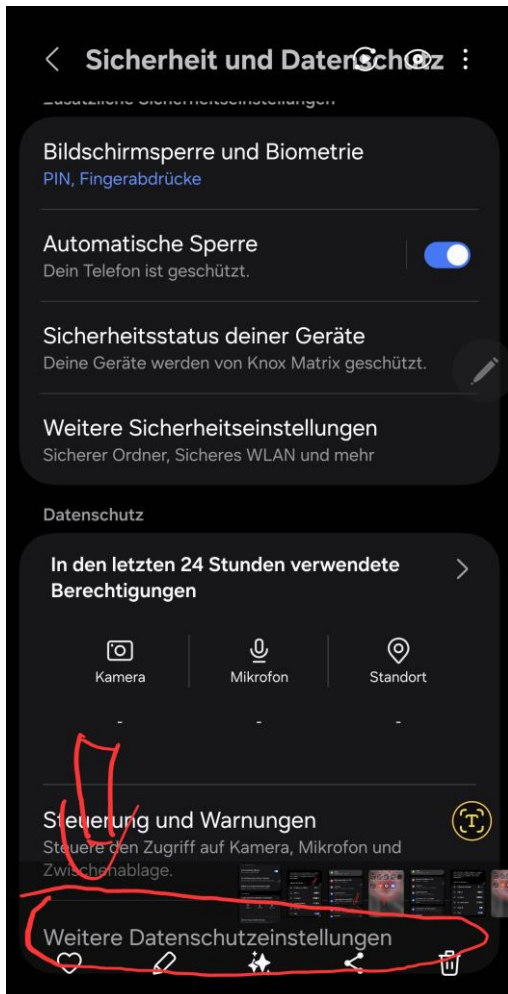 Sicherheit und Datenschutz
Zusätzliche Sicherheitseinstellungen
Bildschirmsperre und Biometrie
PIN, Fingerabdrücke
Automatische Sperre
Dein Telefon ist geschützt.
Sicherheitsstatus deiner Geräte
Deine Geräte werden von Knox Matrix geschützt.
Weitere Sicherheitseinstellungen
Sicherer Ordner, Sicheres WLAN und mehr
Datenschutz
In den letzten 24 Stunden verwendete
Berechtigungen
Kamera
Mikrofon
Standort
-
-
-
Steuerung und Warnungen
Steuere den Zugriff auf Kamera, Mikrofon und
Zwischenablage.
Weitere Datenschutzeinstellungen